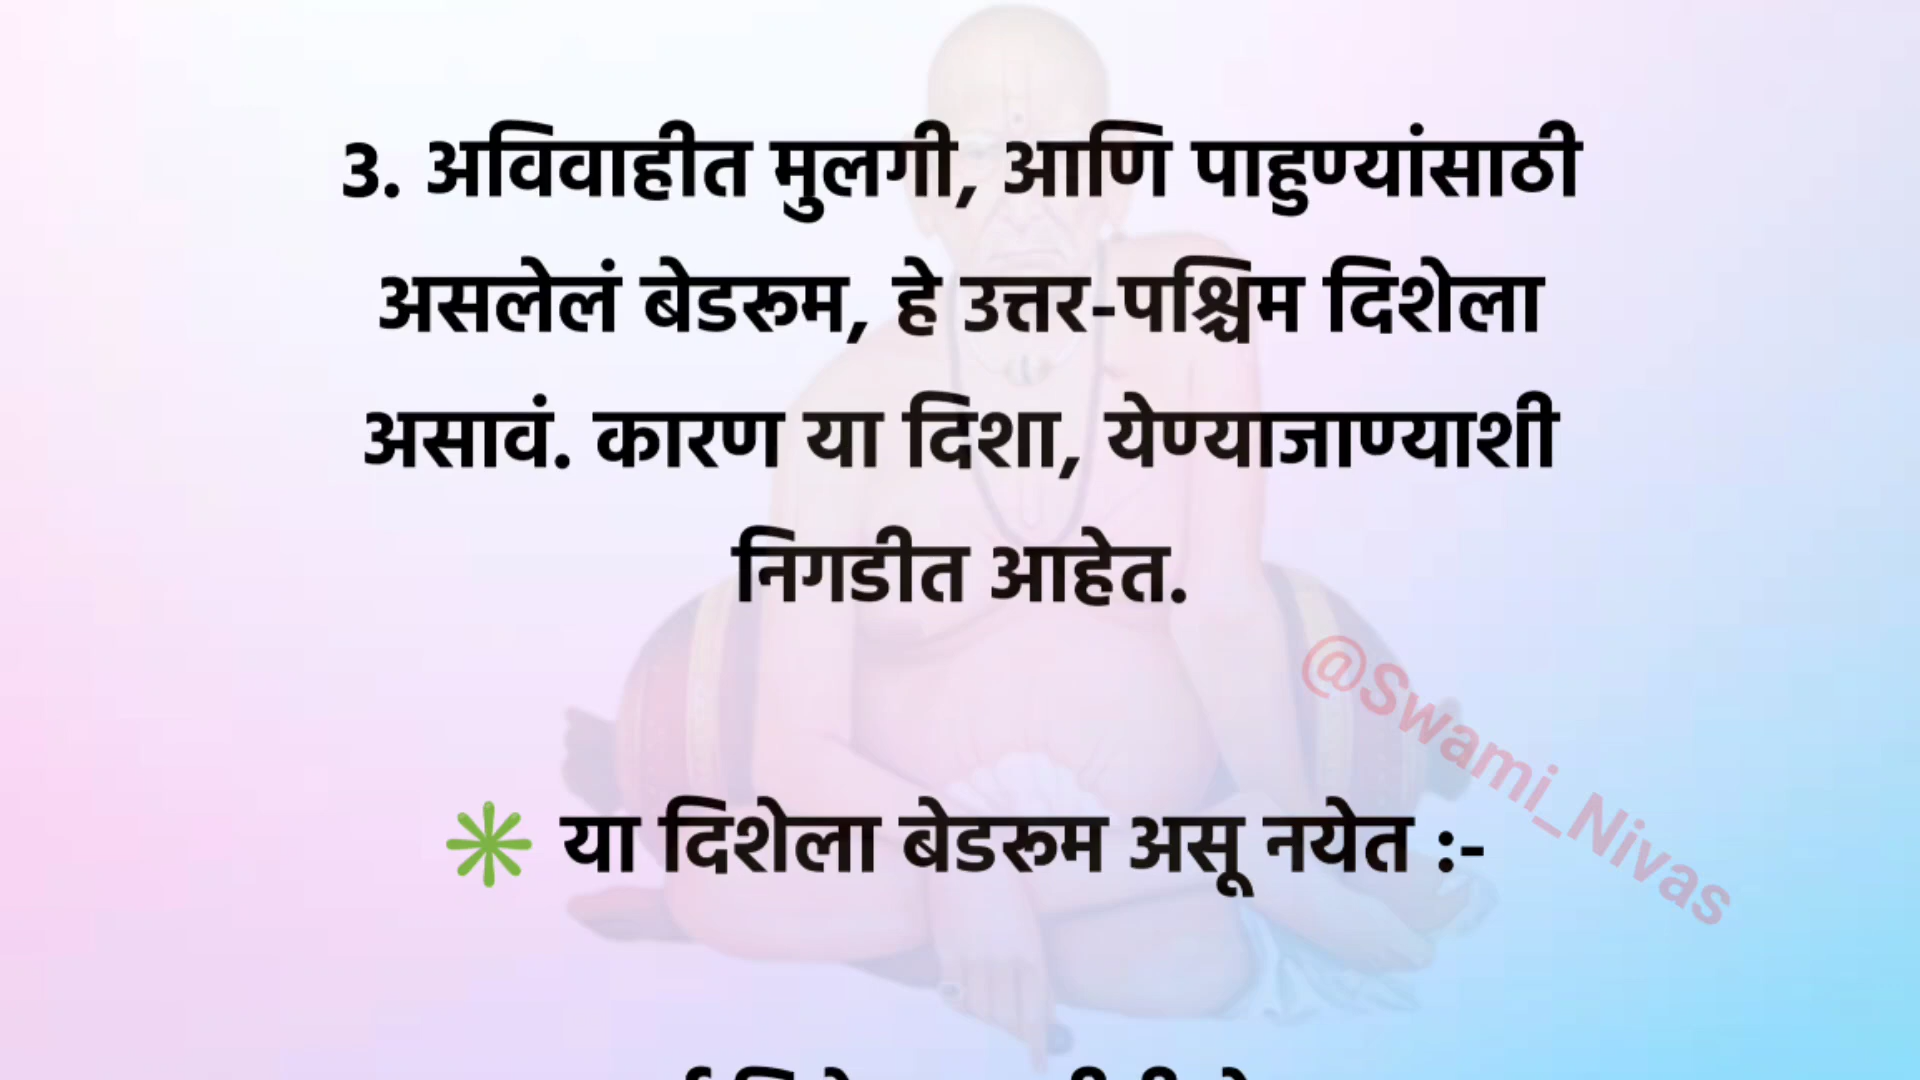 3. अविवाहीत मुलगी, आणि पाहुण्यांसाठी
असलेलं बेडरूम, हे उत्तर-पश्चिम दिशेला
असावं. कारण या दिशा, येण्याजाण्याशी
निगडीत आहेत.
@Swami_Nivas
✳️ या दिशेला बेडरूम असू नयेत :-